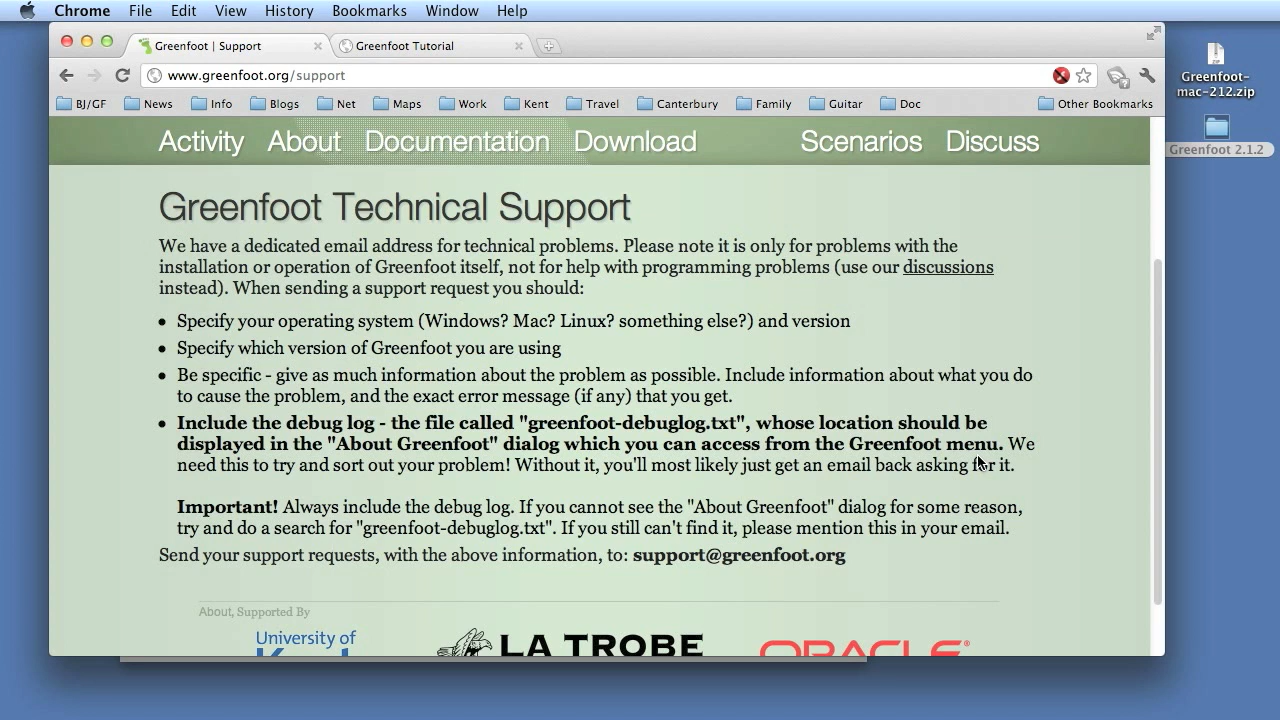 Chrome File Edit View History Bookmarks Window Help
Greenfoot | Support
Greenfoot Tutorial
www.greenfoot.org/support
BJ/GF News Info Blogs Net Maps Work Kent Travel Canterbury Family Guitar Doc Other Bookmarks
ZIP
Greenfoot-
mac-212.zip
Greenfoot 2.1.2
Activity About Documentation Download Scenarios Discuss
Greenfoot Technical Support
We have a dedicated email address for technical problems. Please note it is only for problems with the
installation or operation of Greenfoot itself, not for help with programming problems (use our discussions
instead). When sending a support request you should:
• Specify your operating system (Windows? Mac? Linux? something else?) and version
• Specify which version of Greenfoot you are using
• Be specific - give as much information about the problem as possible. Include information about what you do
to cause the problem, and the exact error message (if any) that you get.
• Include the debug log - the file called "greenfoot-debuglog.txt", whose location should be
displayed in the "About Greenfoot" dialog which you can access from the Greenfoot menu. We
need this to try and sort out your problem! Without it, you'll most likely just get an email back asking for it.
Important! Always include the debug log. If you cannot see the "About Greenfoot" dialog for some reason,
try and do a search for "greenfoot-debuglog.txt". If you still can't find it, please mention this in your email.
Send your support requests, with the above information, to: support@greenfoot.org
About, Supported By
University of
Kent
LA TROBE
ORACLE®